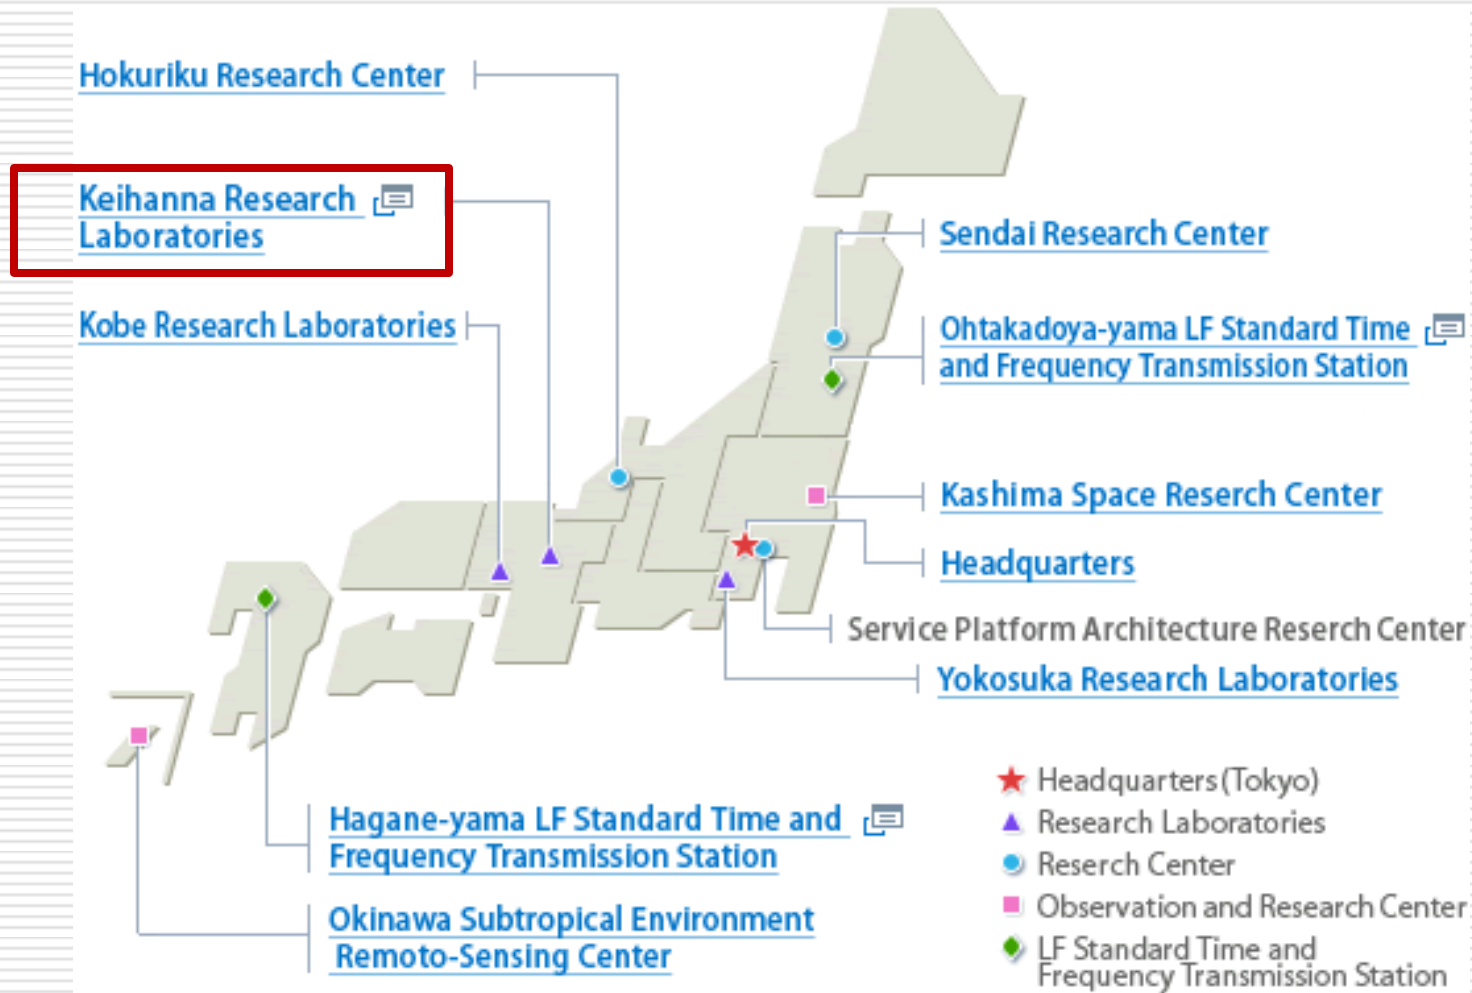 Hokuriku Research Center
Keihanna Research
Laboratories
Kobe Research Laboratories
Sendai Research Center
Ohtakadoya-yama LF Standard Time
and Frequency Transmission Station
Kashima Space Reserch Center
Headquarters
Service Platform Architecture Reserch Center
Yokosuka Research Laboratories
Hagane-yama LF Standard Time and
Frequency Transmission Station
Okinawa Subtropical Environment
Remoto-Sensing Center
Headquarters(Tokyo)
Research Laboratories
Reserch Center
Observation and Research Center
LF Standard Time and
Frequency Transmission Station